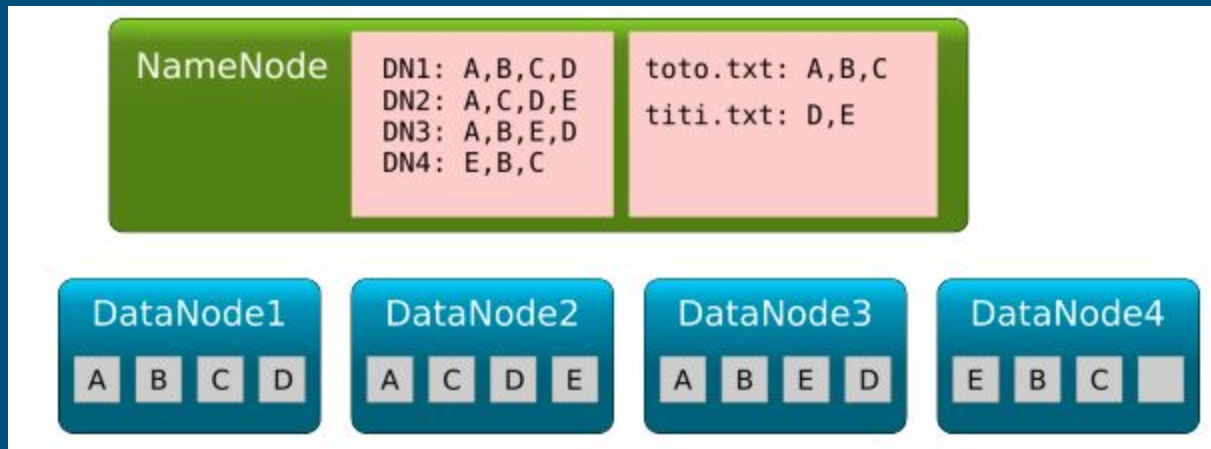 NameNode
DN1: A,B,C,D
DN2: A,C,D,E
DN3: A,B,E,D
DN4: E,B,C
toto.txt: A,B,C
titi.txt: D,E
DataNode1
A B C D
DataNode2
A C D E
DataNode3
A B E D
DataNode4
E B C